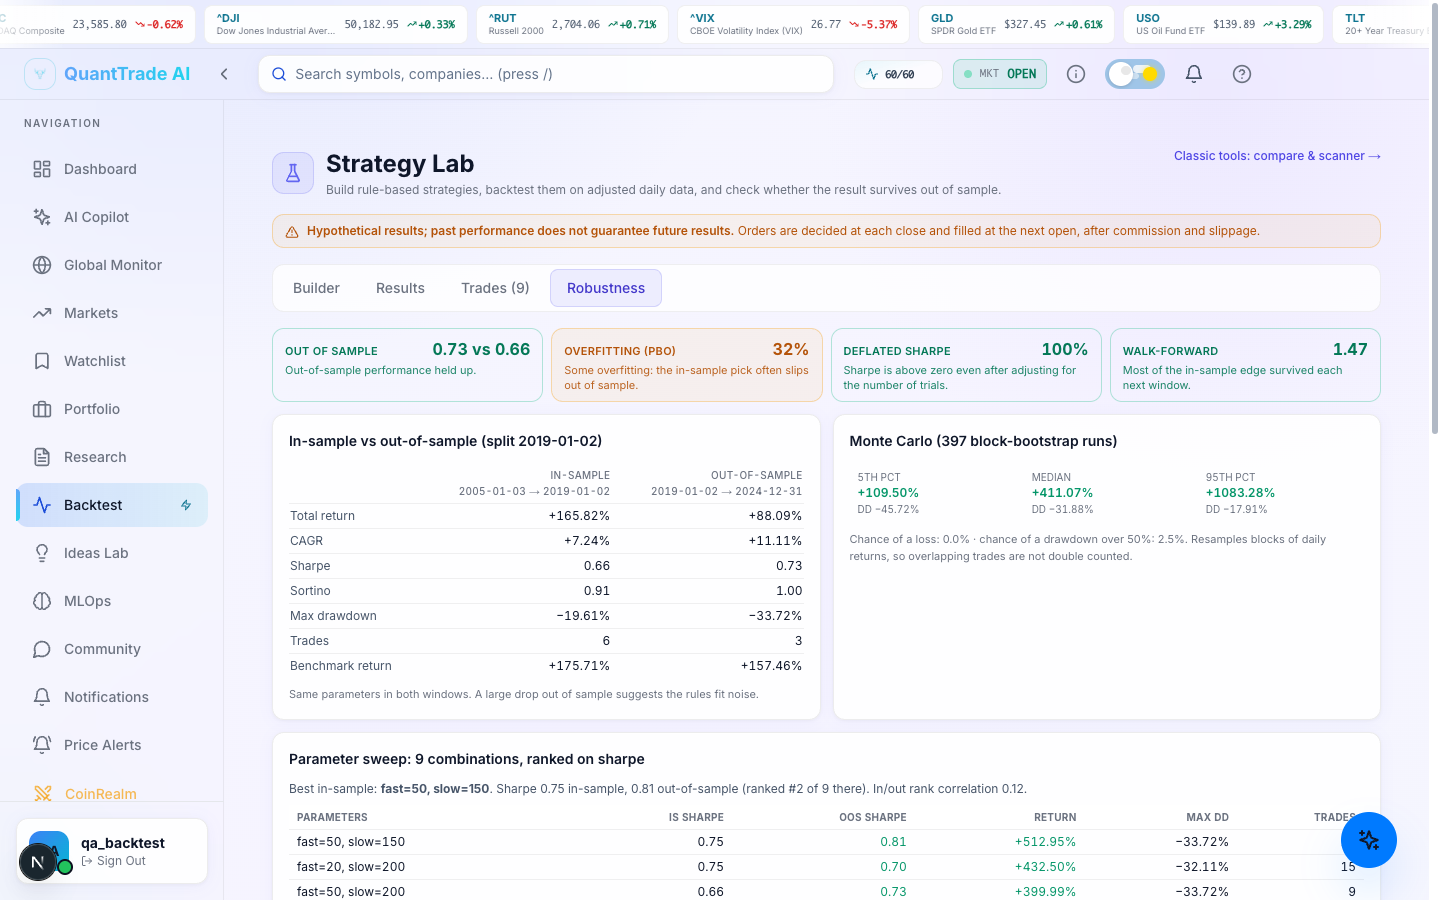 C 23,585.80 -0.62%
DAQ Composite
^DJI 50,182.95 +0.33%
Dow Jones Industrial Aver...
^RUT 2,704.06 +0.71%
Russell 2000
^VIX 26.77 -5.37%
CBOE Volatility Index (VIX)
GLD $327.45 +0.61%
SPDR Gold ETF
USO $139.89 +3.29%
US Oil Fund ETF
TLT
20+ Year Treasury
QuantTrade AI
Search symbols, companies... (press /)
60/60
MKT OPEN
NAVIGATION
Dashboard
AI Copilot
Global Monitor
Markets
Watchlist
Portfolio
Research
Backtest
Ideas Lab
MLOps
Community
Notifications
Price Alerts
CoinRealm
N
qa_backtest
Sign Out
Strategy Lab
Build rule-based strategies, backtest them on adjusted daily data, and check whether the result survives out of sample.
Classic tools: compare & scanner →
Hypothetical results; past performance does not guarantee future results. Orders are decided at each close and filled at the next open, after commission and slippage.
Builder Results Trades (9) Robustness
OUT OF SAMPLE 0.73 vs 0.66
Out-of-sample performance held up.
OVERFITTING (PBO) 32%
Some overfitting: the in-sample pick often slips
out of sample.
DEFLATED SHARPE 100%
Sharpe is above zero even after adjusting for
the number of trials.
WALK-FORWARD 1.47
Most of the in-sample edge survived each
next window.
In-sample vs out-of-sample (split 2019-01-02)
IN-SAMPLE OUT-OF-SAMPLE
2005-01-03 → 2019-01-02 2019-01-02 → 2024-12-31
Total return +165.82% +88.09%
CAGR +7.24% +11.11%
Sharpe 0.66 0.73
Sortino 0.91 1.00
Max drawdown −19.61% −33.72%
Trades 6 3
Benchmark return +175.71% +157.46%
Same parameters in both windows. A large drop out of sample suggests the rules fit noise.
Monte Carlo (397 block-bootstrap runs)
5TH PCT MEDIAN 95TH PCT
+109.50% +411.07% +1083.28%
DD −45.72% DD −31.88% DD −17.91%
Chance of a loss: 0.0% · chance of a drawdown over 50%: 2.5%. Resamples blocks of daily
returns, so overlapping trades are not double counted.
Parameter sweep: 9 combinations, ranked on sharpe
Best in-sample: fast=50, slow=150. Sharpe 0.75 in-sample, 0.81 out-of-sample (ranked #2 of 9 there). In/out rank correlation 0.12.
PARAMETERS IS SHARPE OOS SHARPE RETURN MAX DD TRADES
fast=50, slow=150 0.75 0.81 +512.95% −33.72%
fast=20, slow=200 0.75 0.70 +432.50% −32.11% 15
fast=50, slow=200 0.66 0.73 +399.99% −33.72% 9